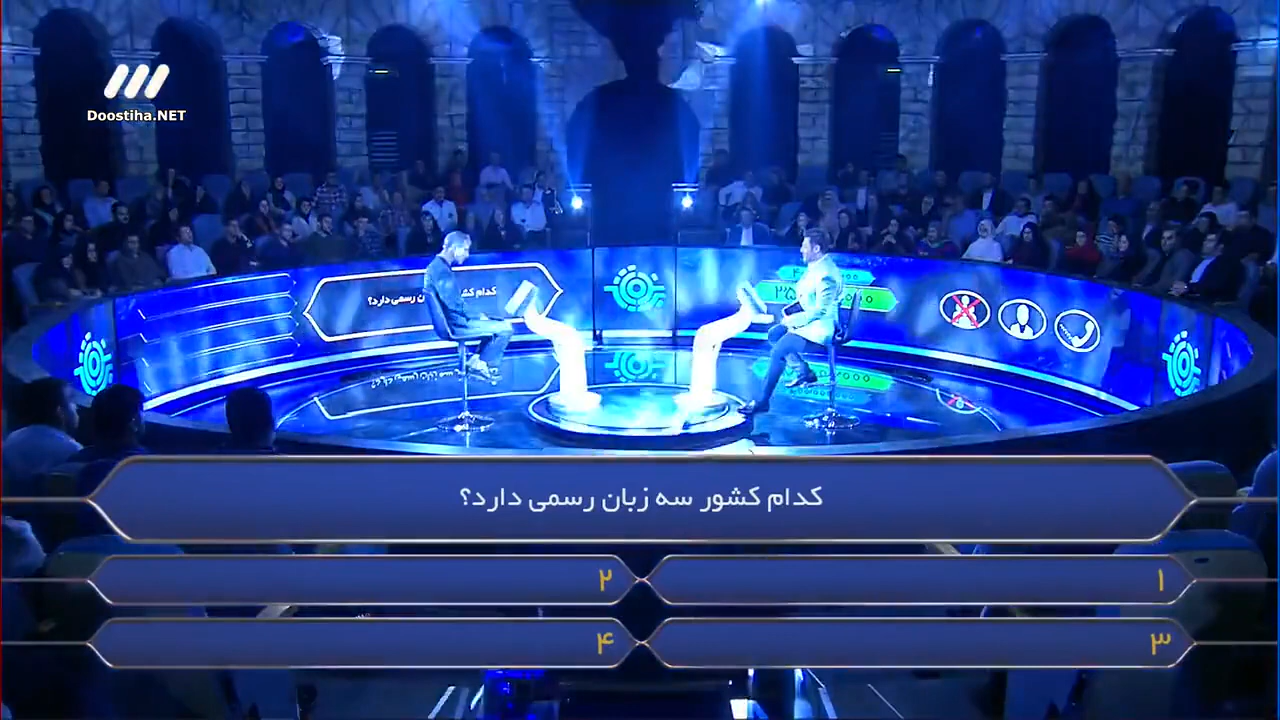 Doostiha.NET
کدام کشور سه زبان رسمی دارد؟
۱
۲
۳
۴